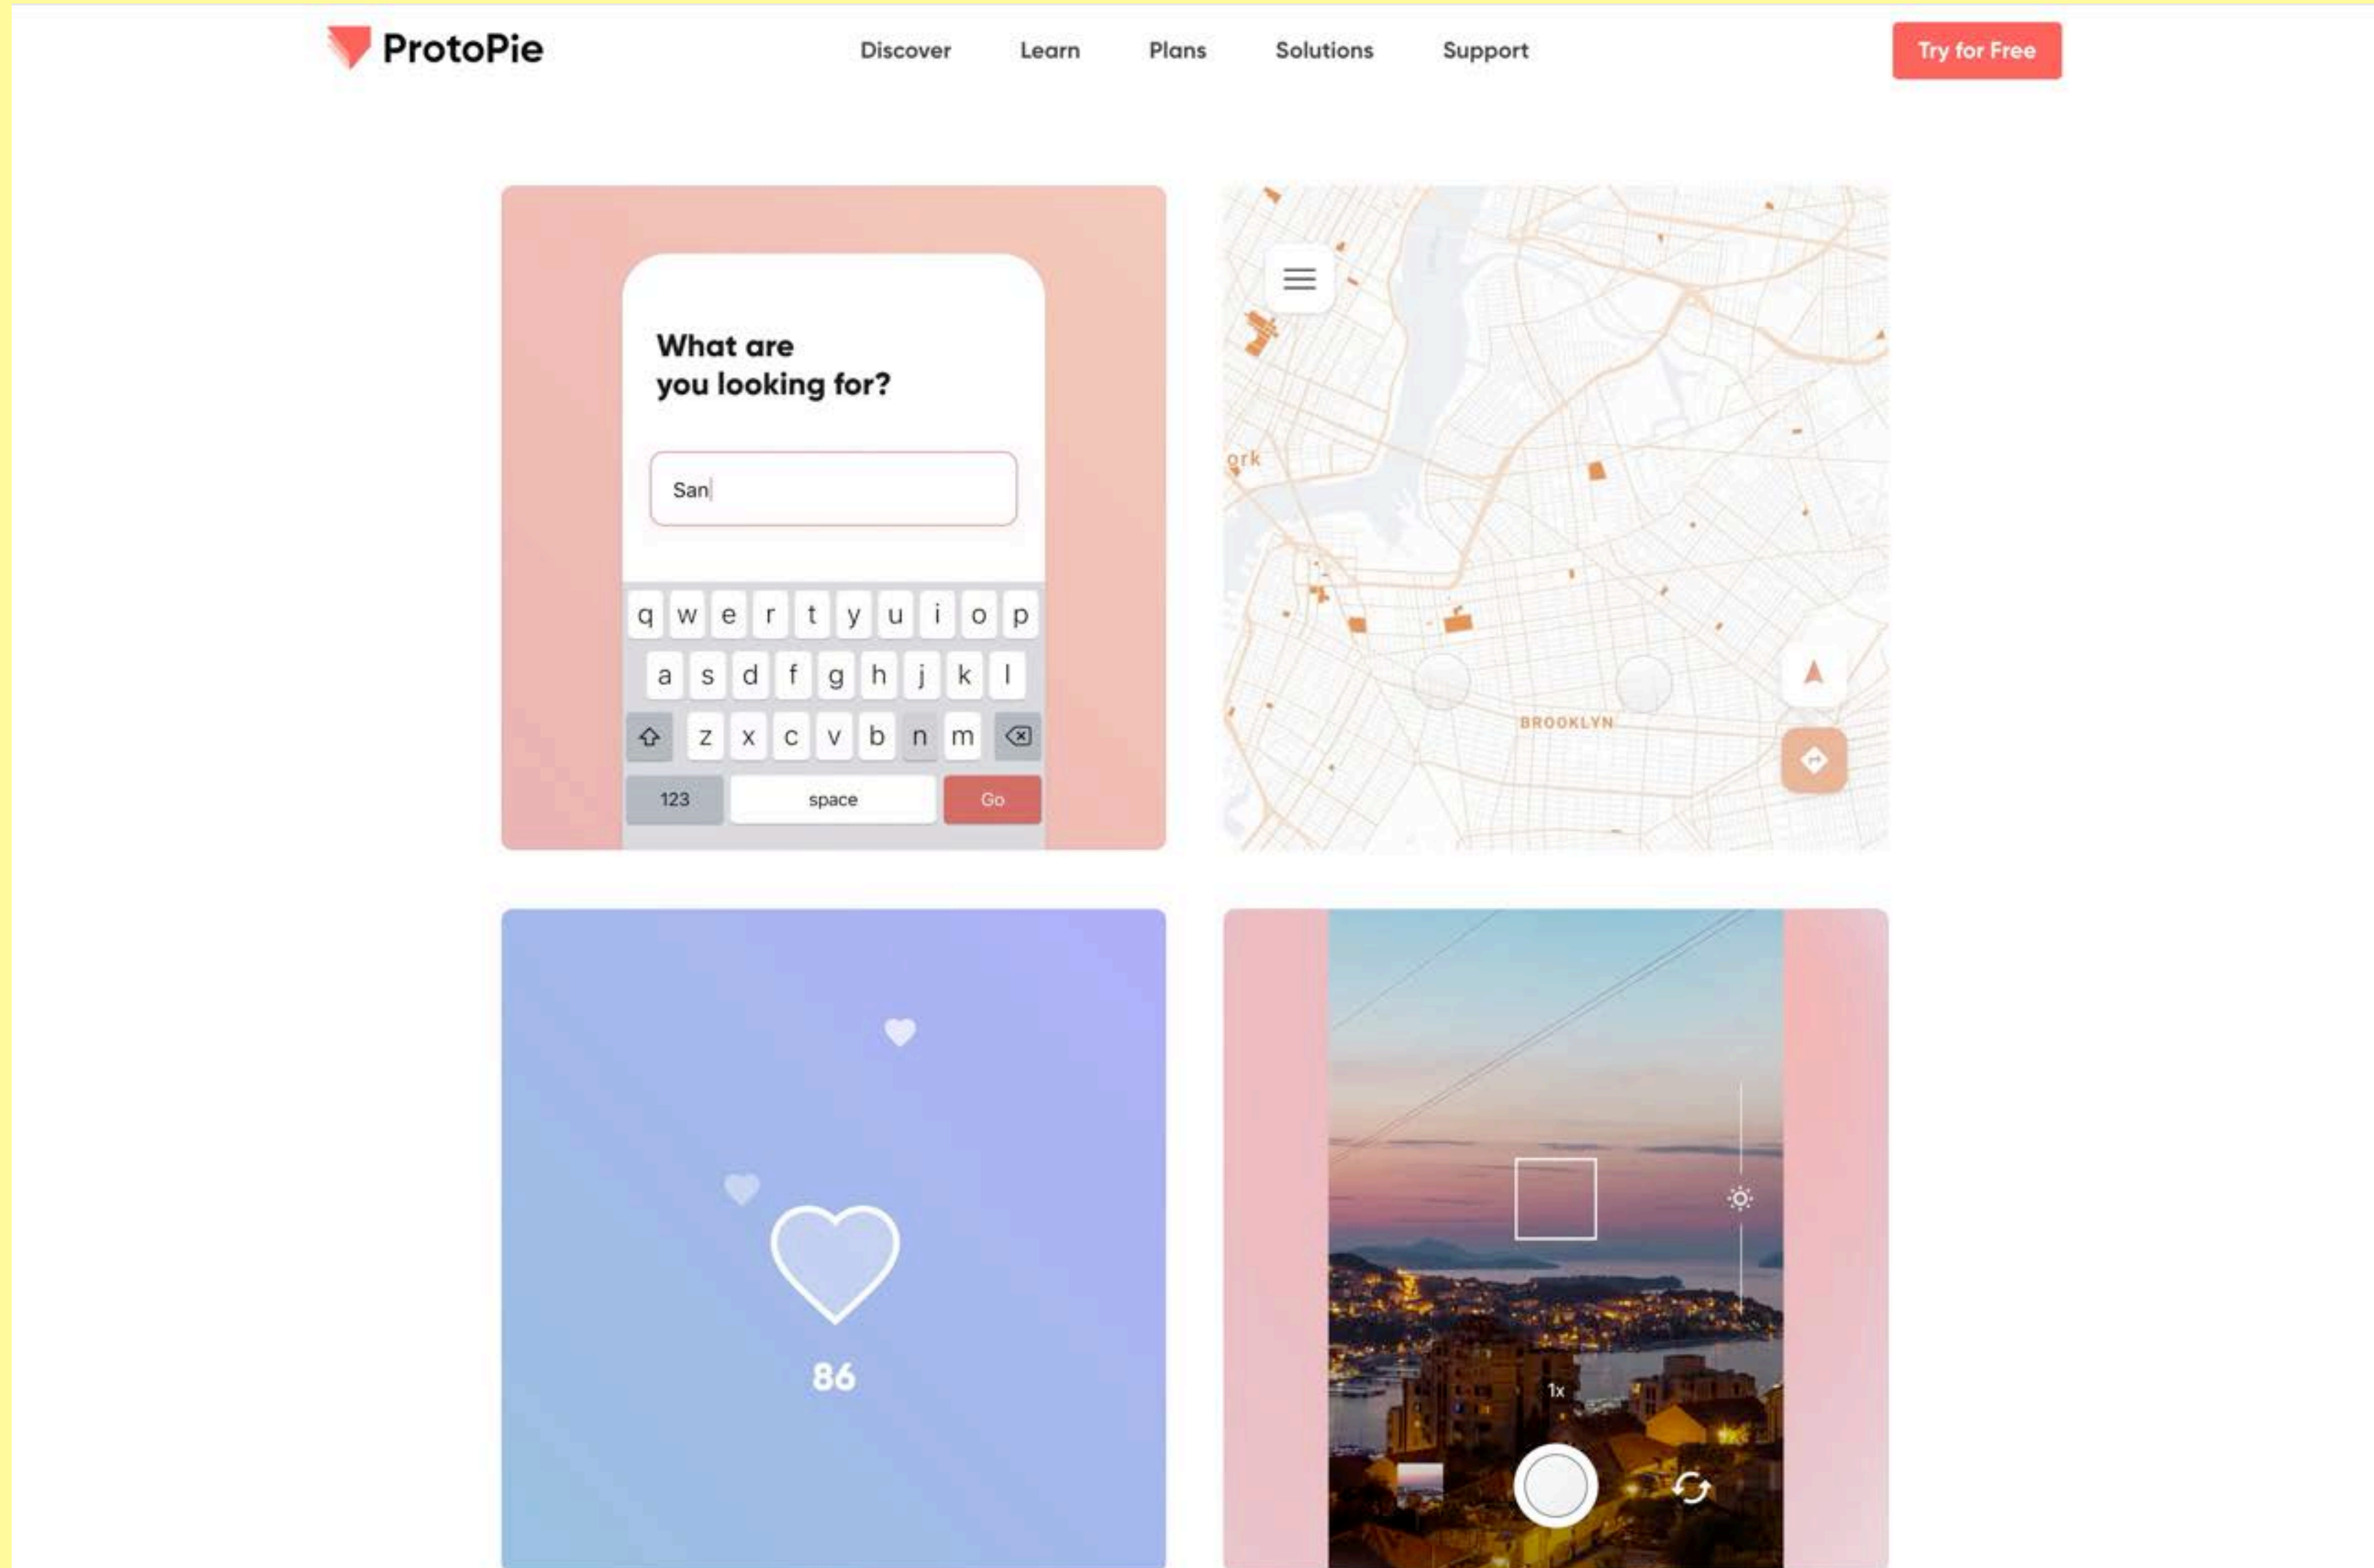 ProtoPie
Discover Learn Plans Solutions Support
Try for Free
What are
you looking for?
San
q w e r t y u i o p
a s d f g h j k l
z x c v b n m
123 space Go
ork
BROOKLYN
86
1x